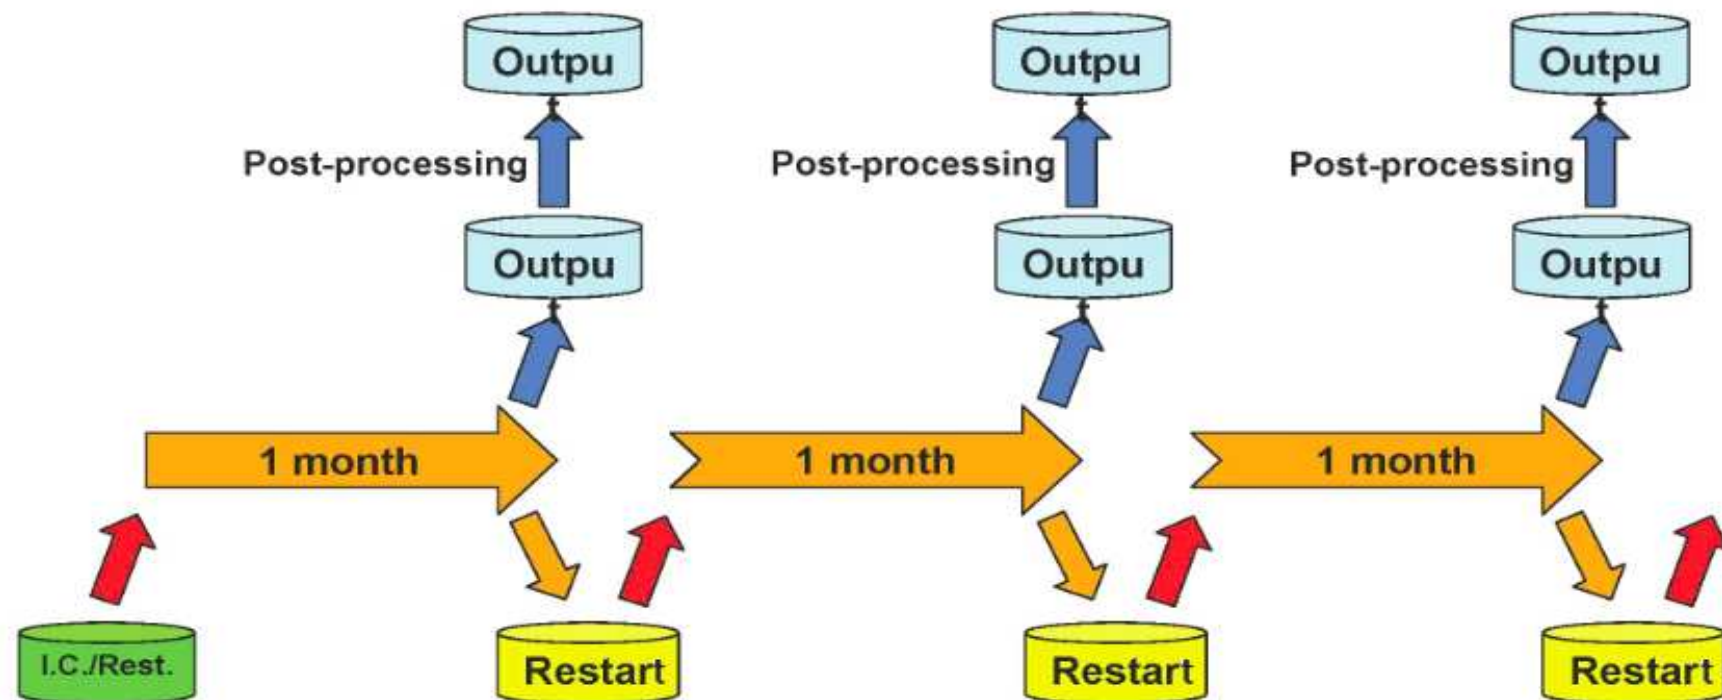 Outpu Outpu Outpu
t t t
Post-processing Post-processing Post-processing
Outpu Outpu Outpu
t t t
1 month 1 month 1 month
I.C./Rest. Restart Restart Restart